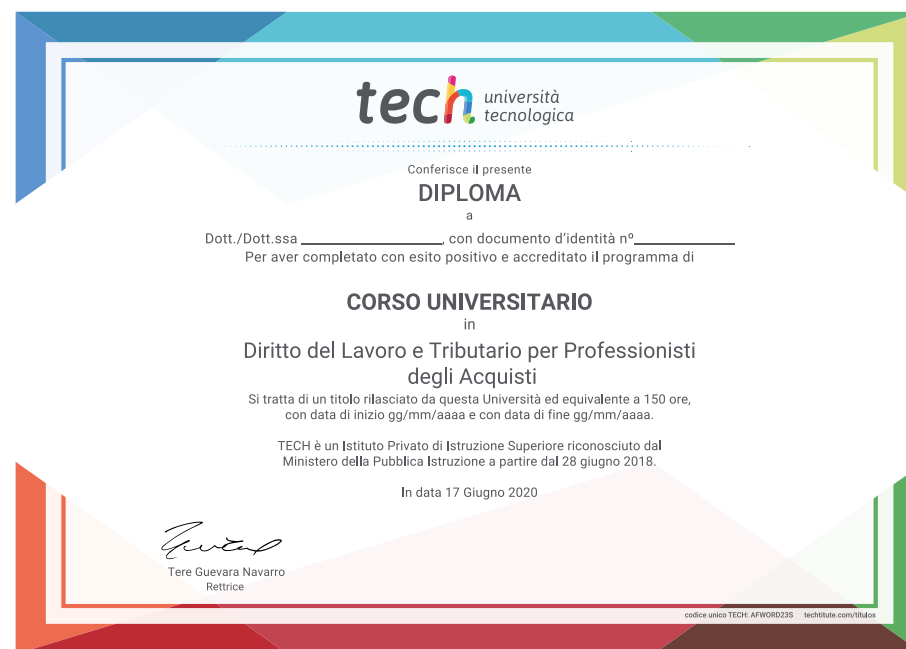 tech università
tecnologica
Conferisce il presente
DIPLOMA
a
Dott./Dott.ssa ____________________, con documento d'identità nº______________
Per aver completato con esito positivo e accreditato il programma di
CORSO UNIVERSITARIO
in
Diritto del Lavoro e Tributario per Professionisti
degli Acquisti
Si tratta di un titolo rilasciato da questa Università ed equivalente a 150 ore,
con data di inizio gg/mm/aaaa e con data di fine gg/mm/aaaa.
TECH è un Istituto Privato di Istruzione Superiore riconosciuto dal
Ministero della Pubblica Istruzione a partire dal 28 giugno 2018.
In data 17 Giugno 2020
Tere Guevara Navarro
Rettrice
codice unico TECH: AFWORD23S techtitute.com/titulos